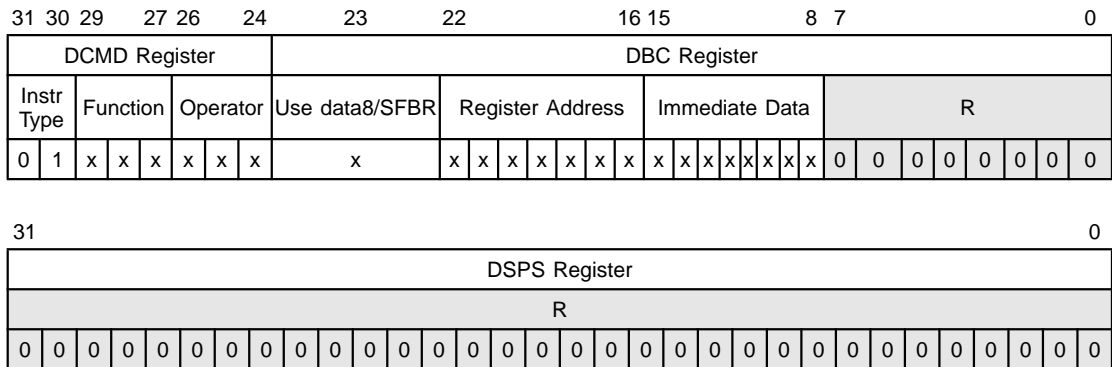 31 30 29 27 26 24 23 22 16 15 8 7 0
DCMD Register DBC Register
Instr Type Function Operator Use data8/SFBR Register Address Immediate Data R
0 1 x x x x x x x x x x x x x x x x x x x x x x 0 0 0 0 0 0 0 0
31 0
DSPS Register
R
0 0 0 0 0 0 0 0 0 0 0 0 0 0 0 0 0 0 0 0 0 0 0 0 0 0 0 0 0 0 0 0